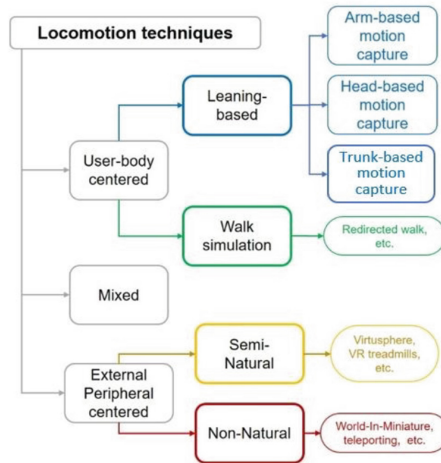 Locomotion techniques
Arm-based
motion
capture
Leaning-
based
Head-based
motion
capture
User-body
centered
Trunk-based
motion
capture
Walk
simulation
Redirected walk,
etc.
Mixed
Semi-
Natural
Virtusphere,
VR treadmills,
etc.
External
Peripheral
centered
Non-Natural
World-In-Miniature,
teleporting, etc.